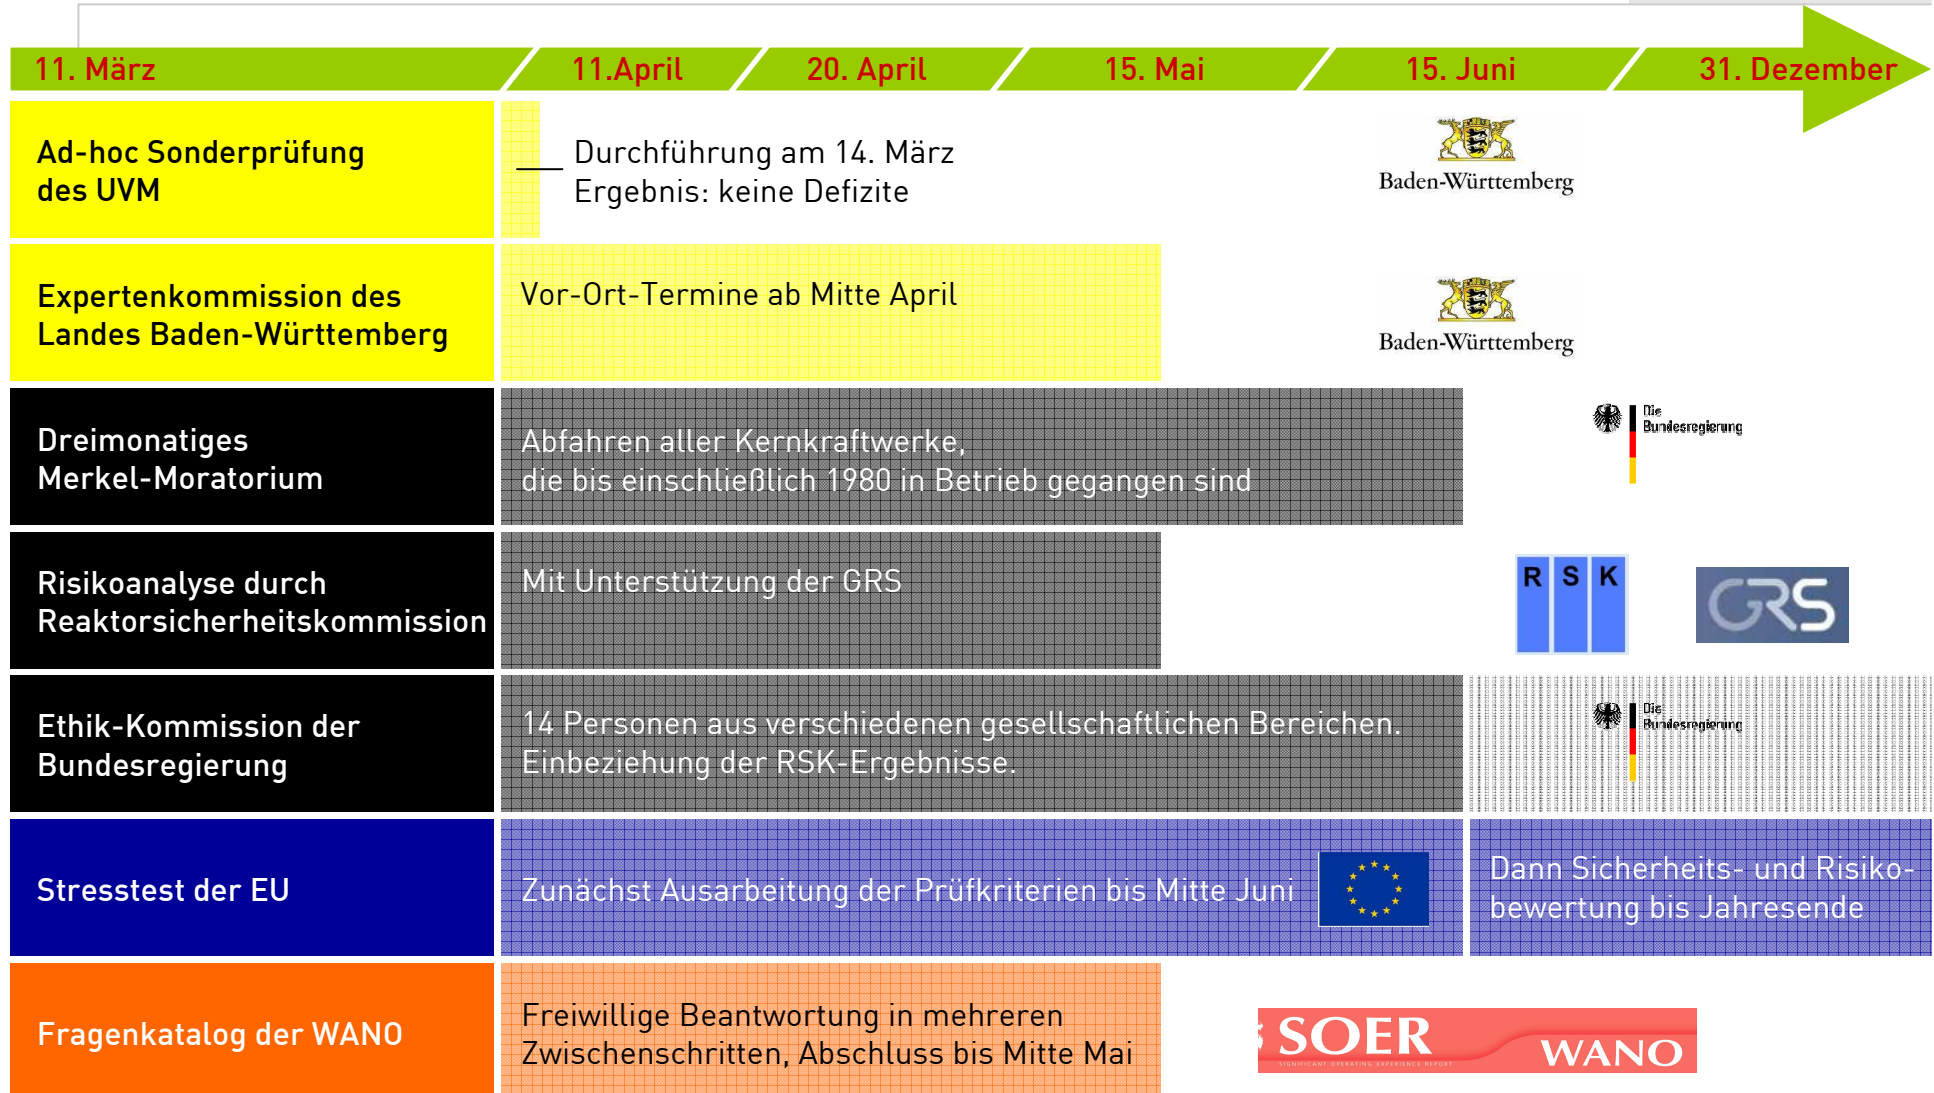 11. März 11.April 20. April 15. Mai 15. Juni 31. Dezember
Ad-hoc Sonderprüfung
des UVM
Durchführung am 14. März
Ergebnis: keine Defizite
Baden-Württemberg
Expertenkommission des
Landes Baden-Württemberg
Vor-Ort-Termine ab Mitte April
Baden-Württemberg
Dreimonatiges
Merkel-Moratorium
Abfahren aller Kernkraftwerke,
die bis einschließlich 1980 in Betrieb gegangen sind
Die
Bundesregierung
Risikoanalyse durch
Reaktorsicherheitskommission
Mit Unterstützung der GRS
R S K
GRS
Ethik-Kommission der
Bundesregierung
14 Personen aus verschiedenen gesellschaftlichen Bereichen.
Einbeziehung der RSK-Ergebnisse.
Die
Bundesregierung
Stresstest der EU
Zunächst Ausarbeitung der Prüfkriterien bis Mitte Juni
Dann Sicherheits- und Risiko-
bewertung bis Jahresende
Fragenkatalog der WANO
Freiwillige Beantwortung in mehreren
Zwischenschritten, Abschluss bis Mitte Mai
SOER
SIGNIFICANT OPERATING EXPERIENCE REPORT
WANO